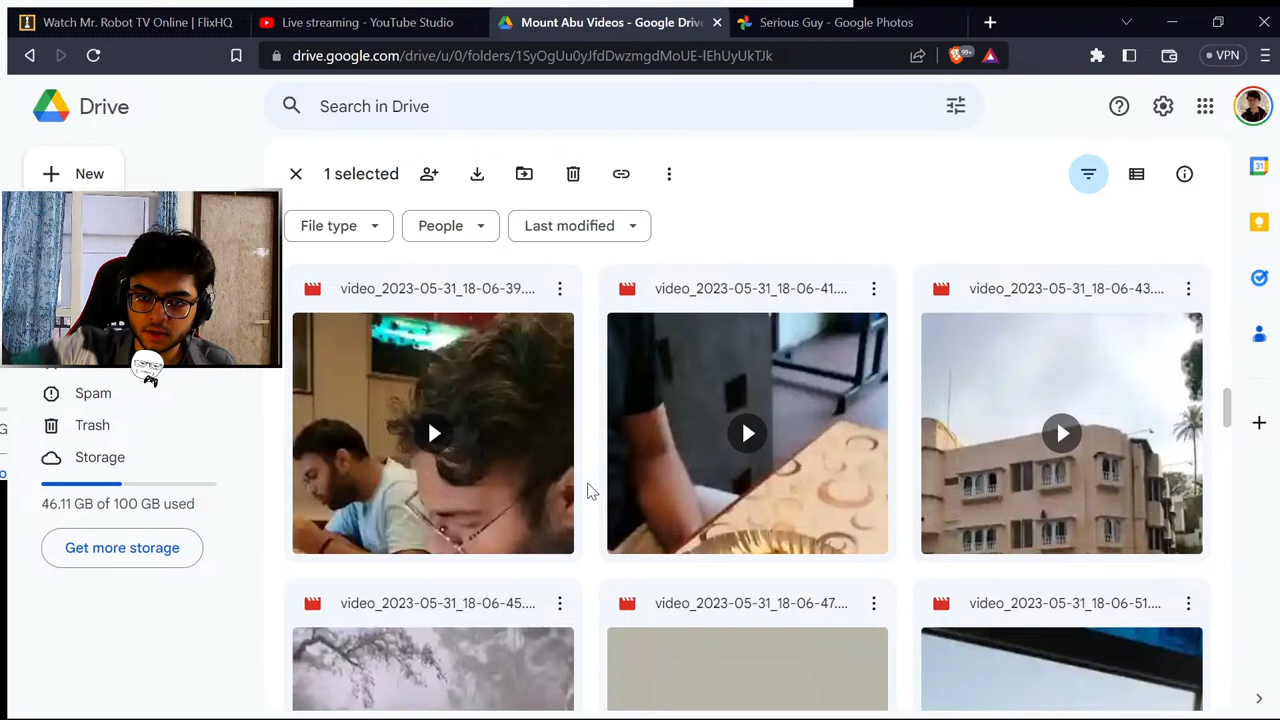 Watch Mr. Robot TV Online | FlixHQ
Live streaming - YouTube Studio
Mount Abu Videos - Google Drive
Serious Guy - Google Photos
drive.google.com/drive/u/0/folders/1SyOgUu0yJfdDwzmgdMoUE-lEhUyUkTJk
99+
VPN
Drive
Search in Drive
New
1 selected
31
File type
People
Last modified
video_2023-05-31_18-06-39....
video_2023-05-31_18-06-41....
video_2023-05-31_18-06-43....
Spam
Trash
Storage
46.11 GB of 100 GB used
Get more storage
video_2023-05-31_18-06-45....
video_2023-05-31_18-06-47....
video_2023-05-31_18-06-51....